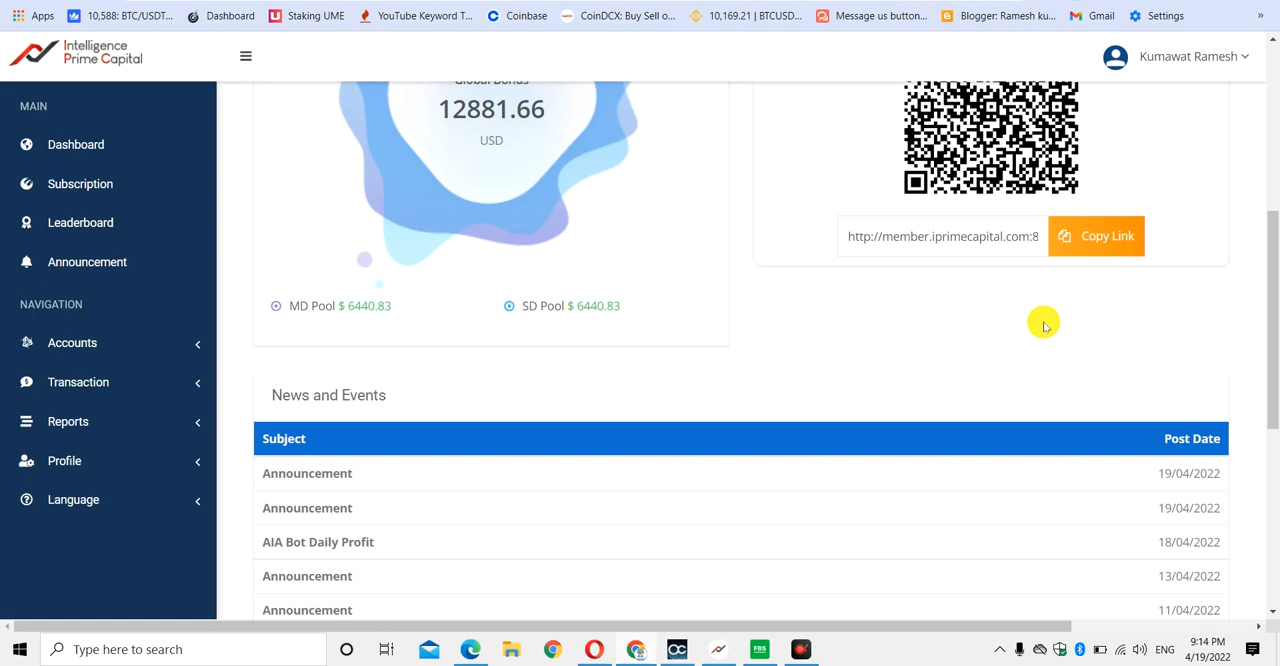 Apps
10,588: BTC/USDT...
Dashboard
Staking UME
YouTube Keyword T...
Coinbase
CoinDCX: Buy Sell o...
10,169.21 | BTCUSD...
Message us button...
Blogger: Ramesh ku...
Gmail
Settings
»
Intelligence
Prime Capital
Kumawat Ramesh
MAIN
Dashboard
Subscription
Leaderboard
Announcement
NAVIGATION
Accounts
Transaction
Reports
Profile
Language
Global Bonus
12881.66
USD
MD Pool $ 6440.83
SD Pool $ 6440.83
http://member.iprimecapital.com:8
Copy Link
News and Events
Subject Post Date
Announcement 19/04/2022
Announcement 19/04/2022
AIA Bot Daily Profit 18/04/2022
Announcement 13/04/2022
Announcement 11/04/2022
Type here to search
OC
FBS
ENG
9:14 PM
4/19/2022